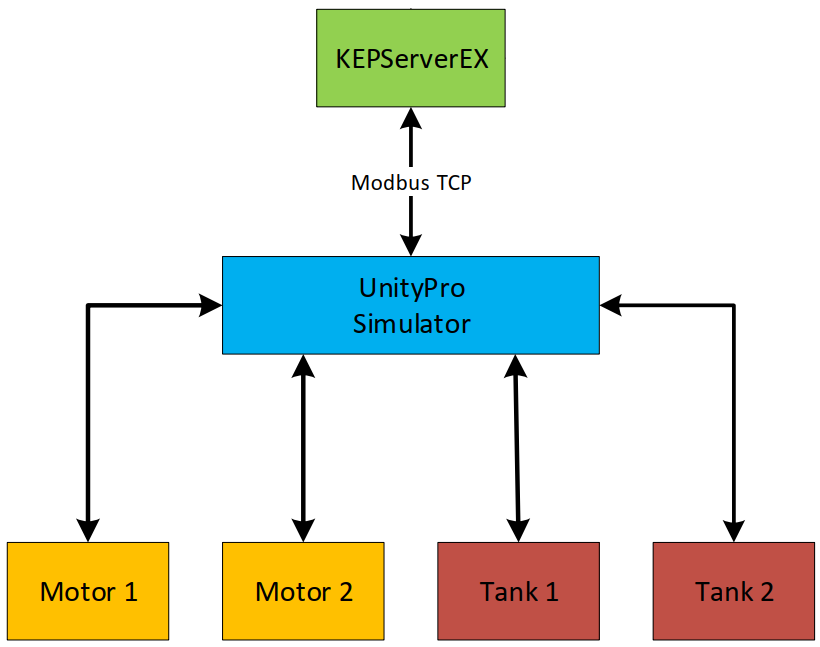 KEPServerEX
Modbus TCP
UnityPro
Simulator
Motor 1
Motor 2
Tank 1
Tank 2